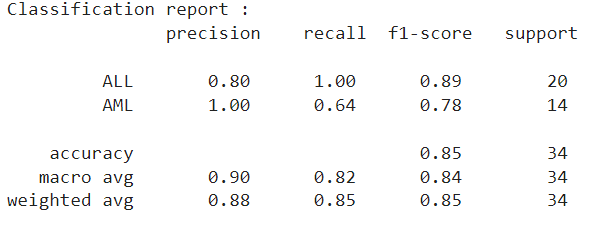 Classification report :
precision recall f1-score support
ALL 0.80 1.00 0.89 20
AML 1.00 0.64 0.78 14
accuracy 0.85 34
macro avg 0.90 0.82 0.84 34
weighted avg 0.88 0.85 0.85 34